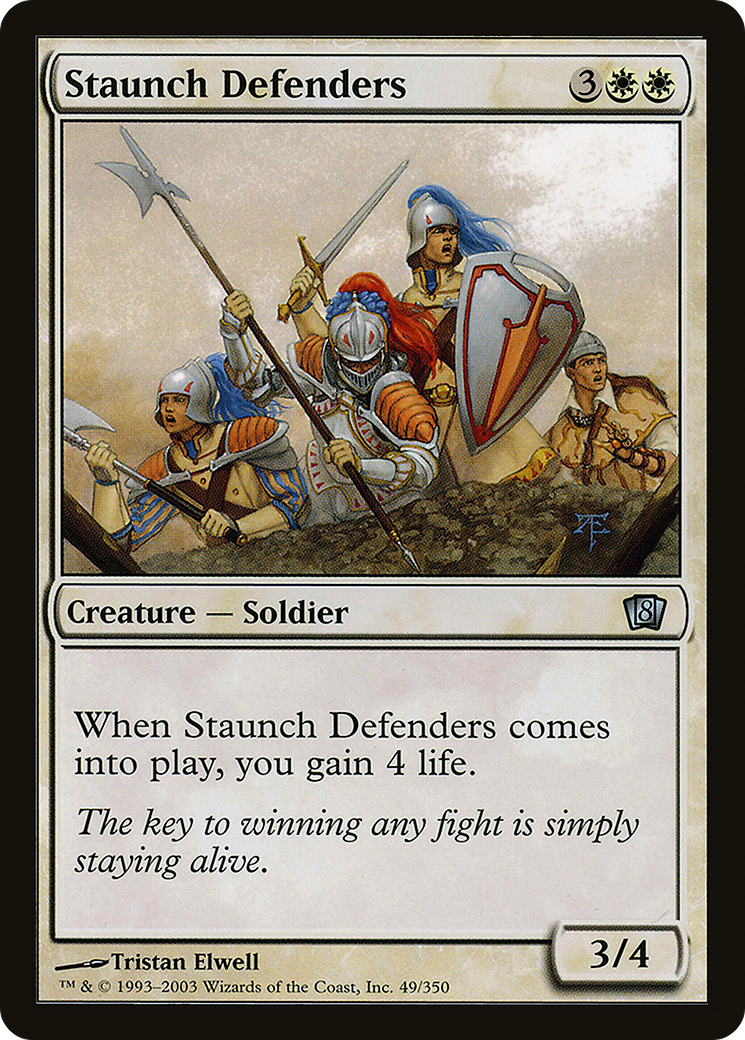 Staunch Defenders 3
Creature — Soldier 8
When Staunch Defenders comes
into play, you gain 4 life.
The key to winning any fight is simply
staying alive.
3/4
Tristan Elwell
™ & © 1993–2003 Wizards of the Coast, Inc. 49/350